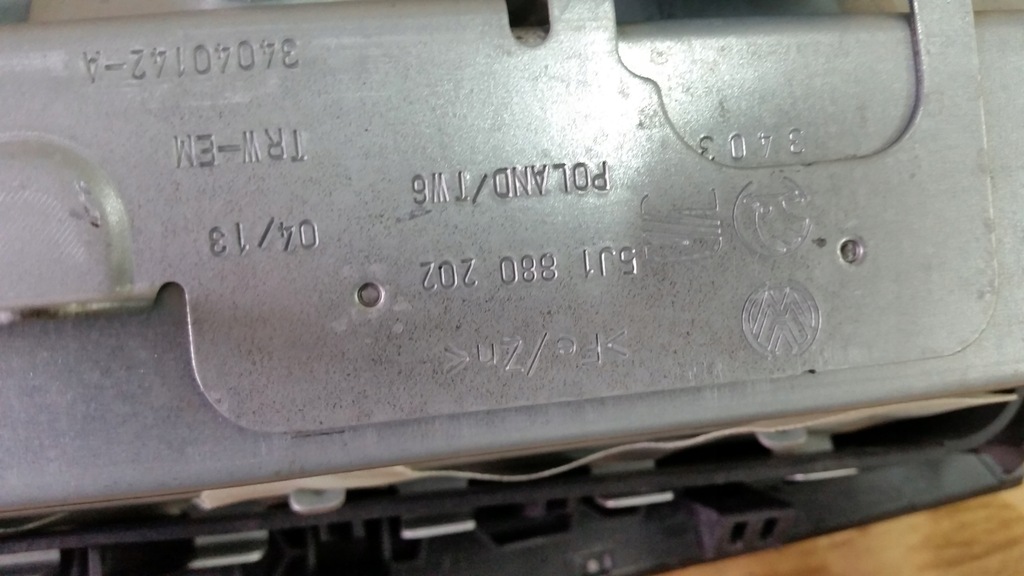 >Fe/Zn<
5J1 880 202
04/13
POLAND/TW6
TRW-EM
3403
34040142-A